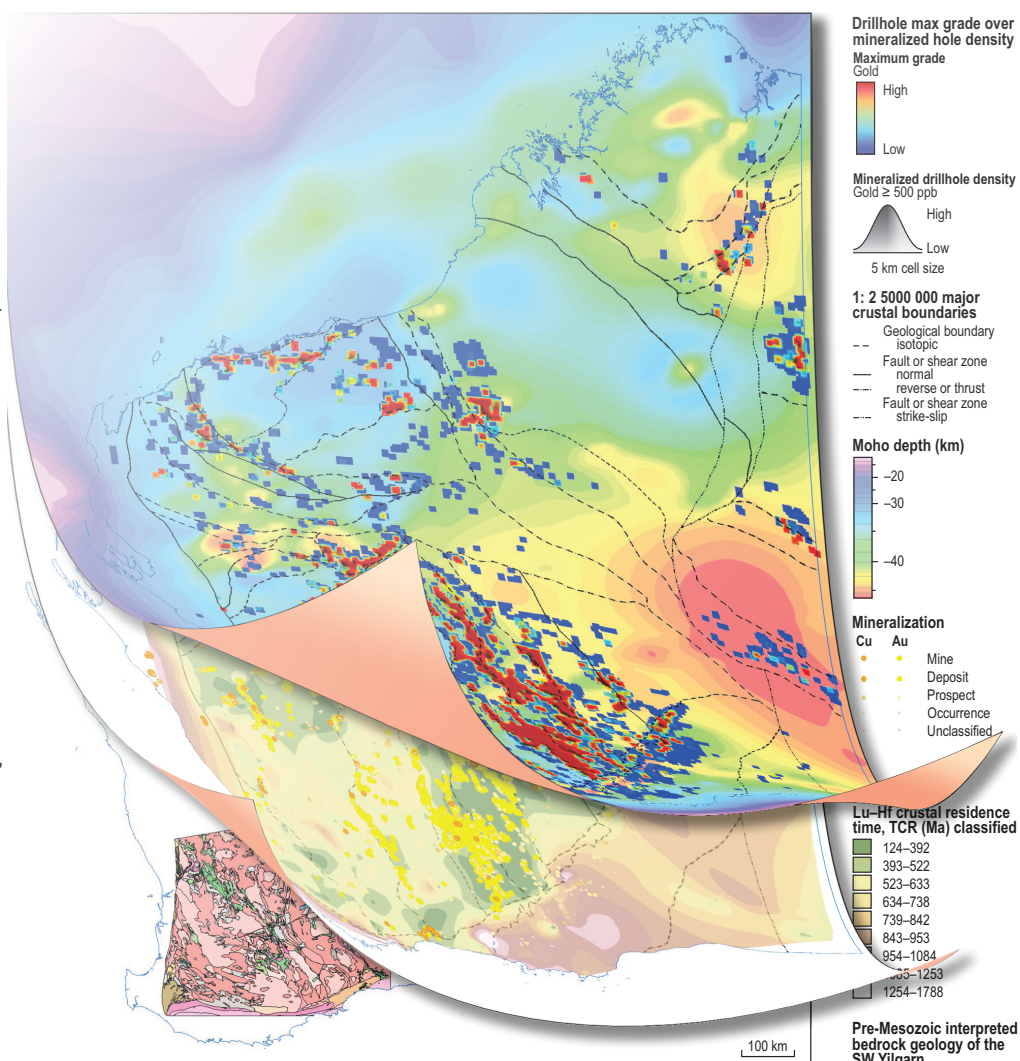 Drillhole max grade over
mineralized hole density
Maximum grade
Gold
High
Low
Mineralized drillhole density
Gold ≥ 500 ppb
High
Low
5 km cell size
1: 2 5000 000 major
crustal boundaries
Geological boundary
isotopic
Fault or shear zone
normal
reverse or thrust
Fault or shear zone
strike-slip
Moho depth (km)
–20
–30
–40
Mineralization
Cu Au
Mine
Deposit
Prospect
Occurrence
Unclassified
Lu–Hf crustal residence
time, TCR (Ma) classified
124–392
393–522
523–633
634–738
739–842
843–953
954–1084
–1253
1254–1788
Pre-Mesozoic interpreted
bedrock geology of the
SW Yilgarn
100 km